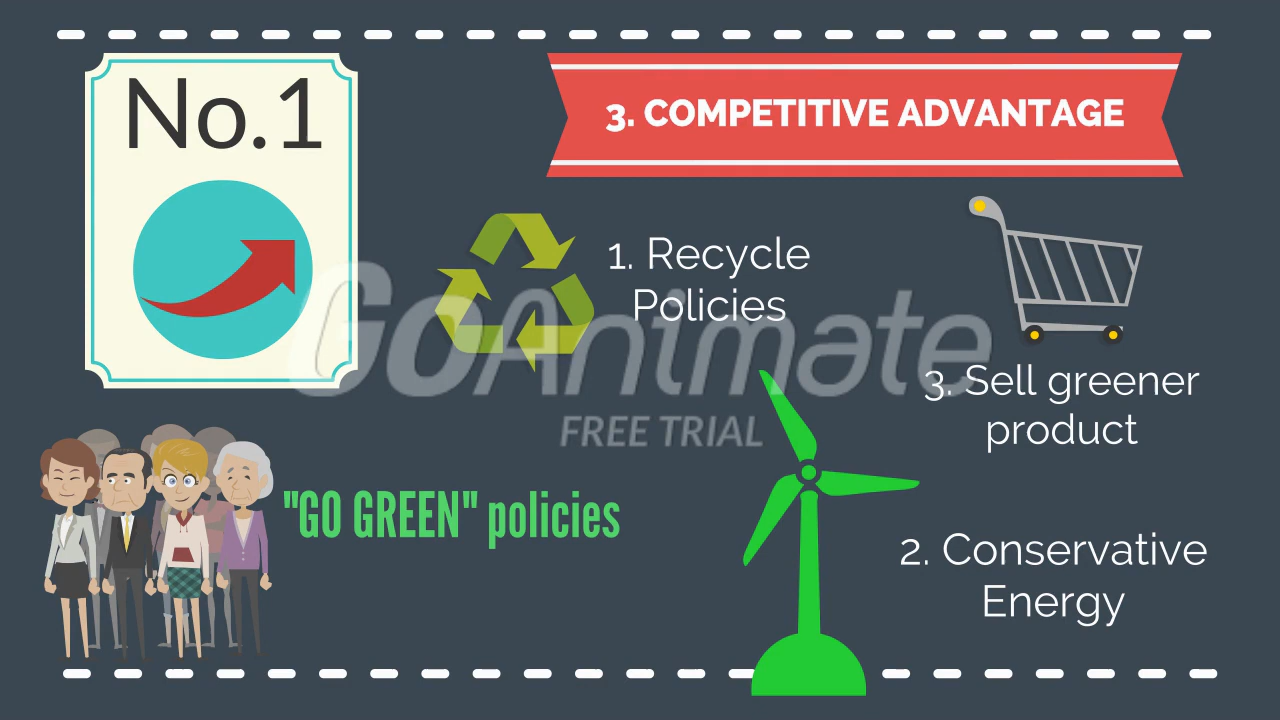 No.1
3. COMPETITIVE ADVANTAGE
1. Recycle
Policies
GoAnimate
FREE TRIAL
3. Sell greener
product
"GO GREEN" policies
2. Conservative
Energy